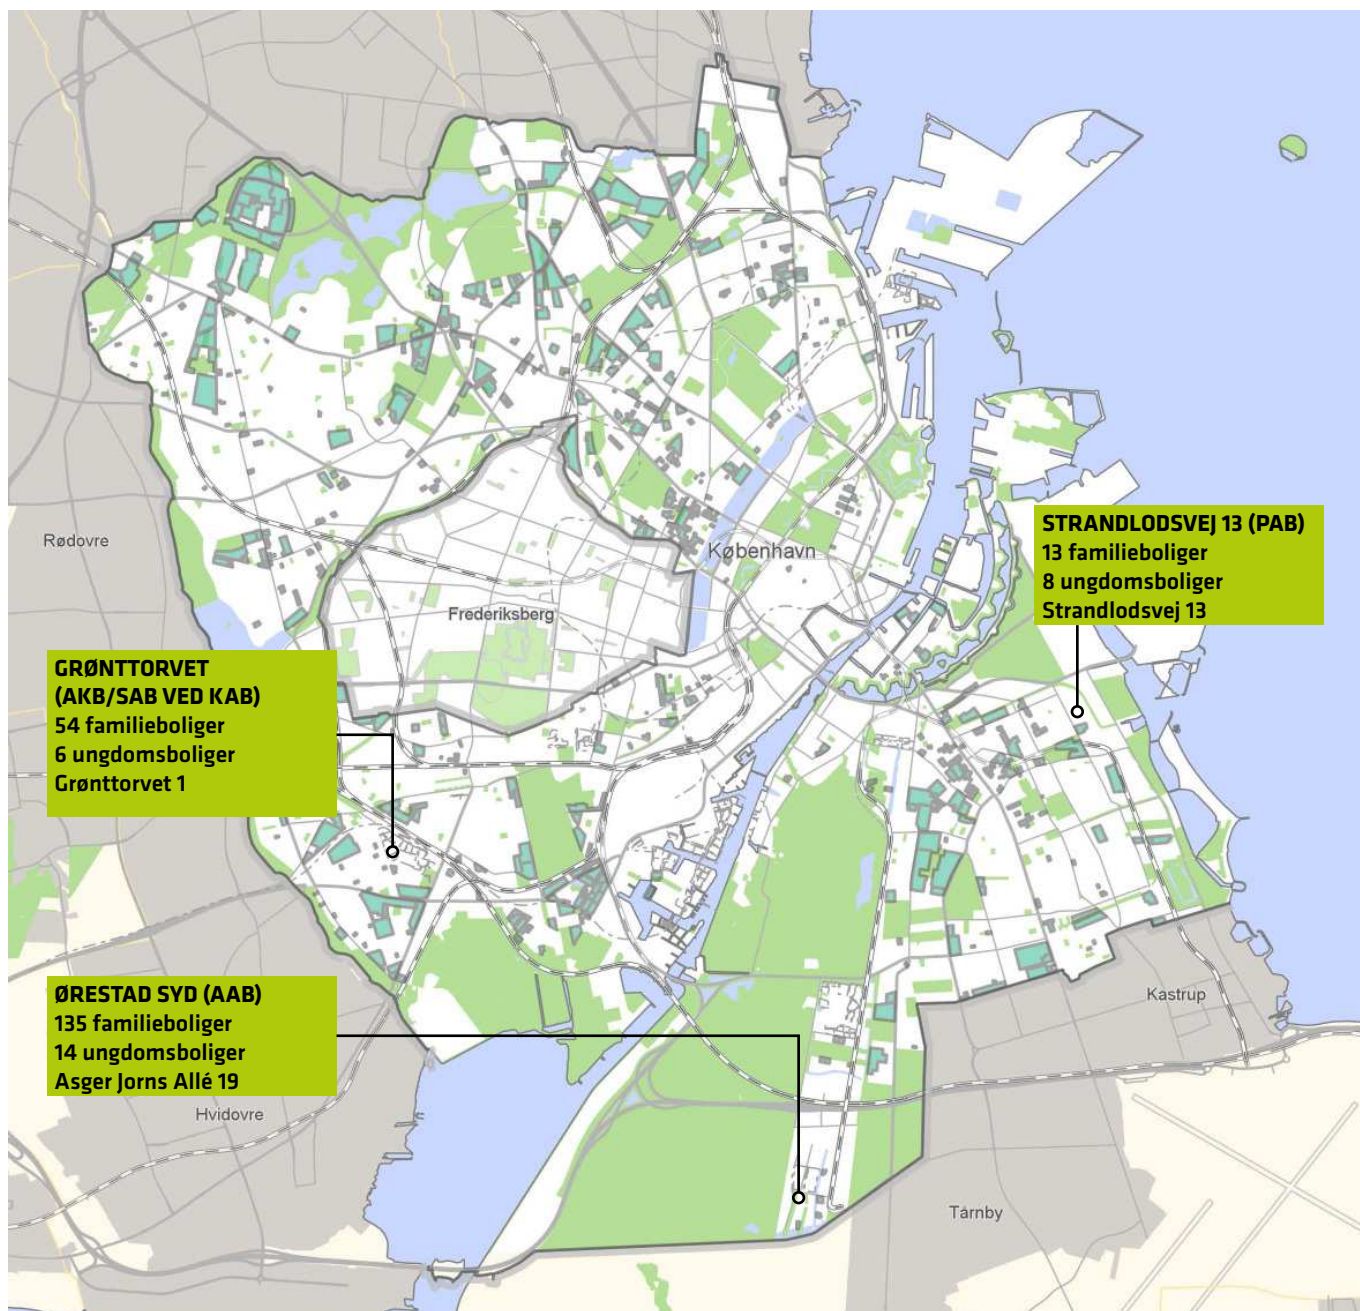 Rødovre
København
Frederiksberg
STRANDLODSVEJ 13 (PAB)
13 familieboliger
8 ungdomsboliger
Strandlodsvej 13
GRØNTTORVET
(AKB/SAB VED KAB)
54 familieboliger
6 ungdomsboliger
Grønttorvet 1
ØRESTAD SYD (AAB)
135 familieboliger
14 ungdomsboliger
Asger Jorns Allé 19
Kastrup
Hvidovre
Tårnby